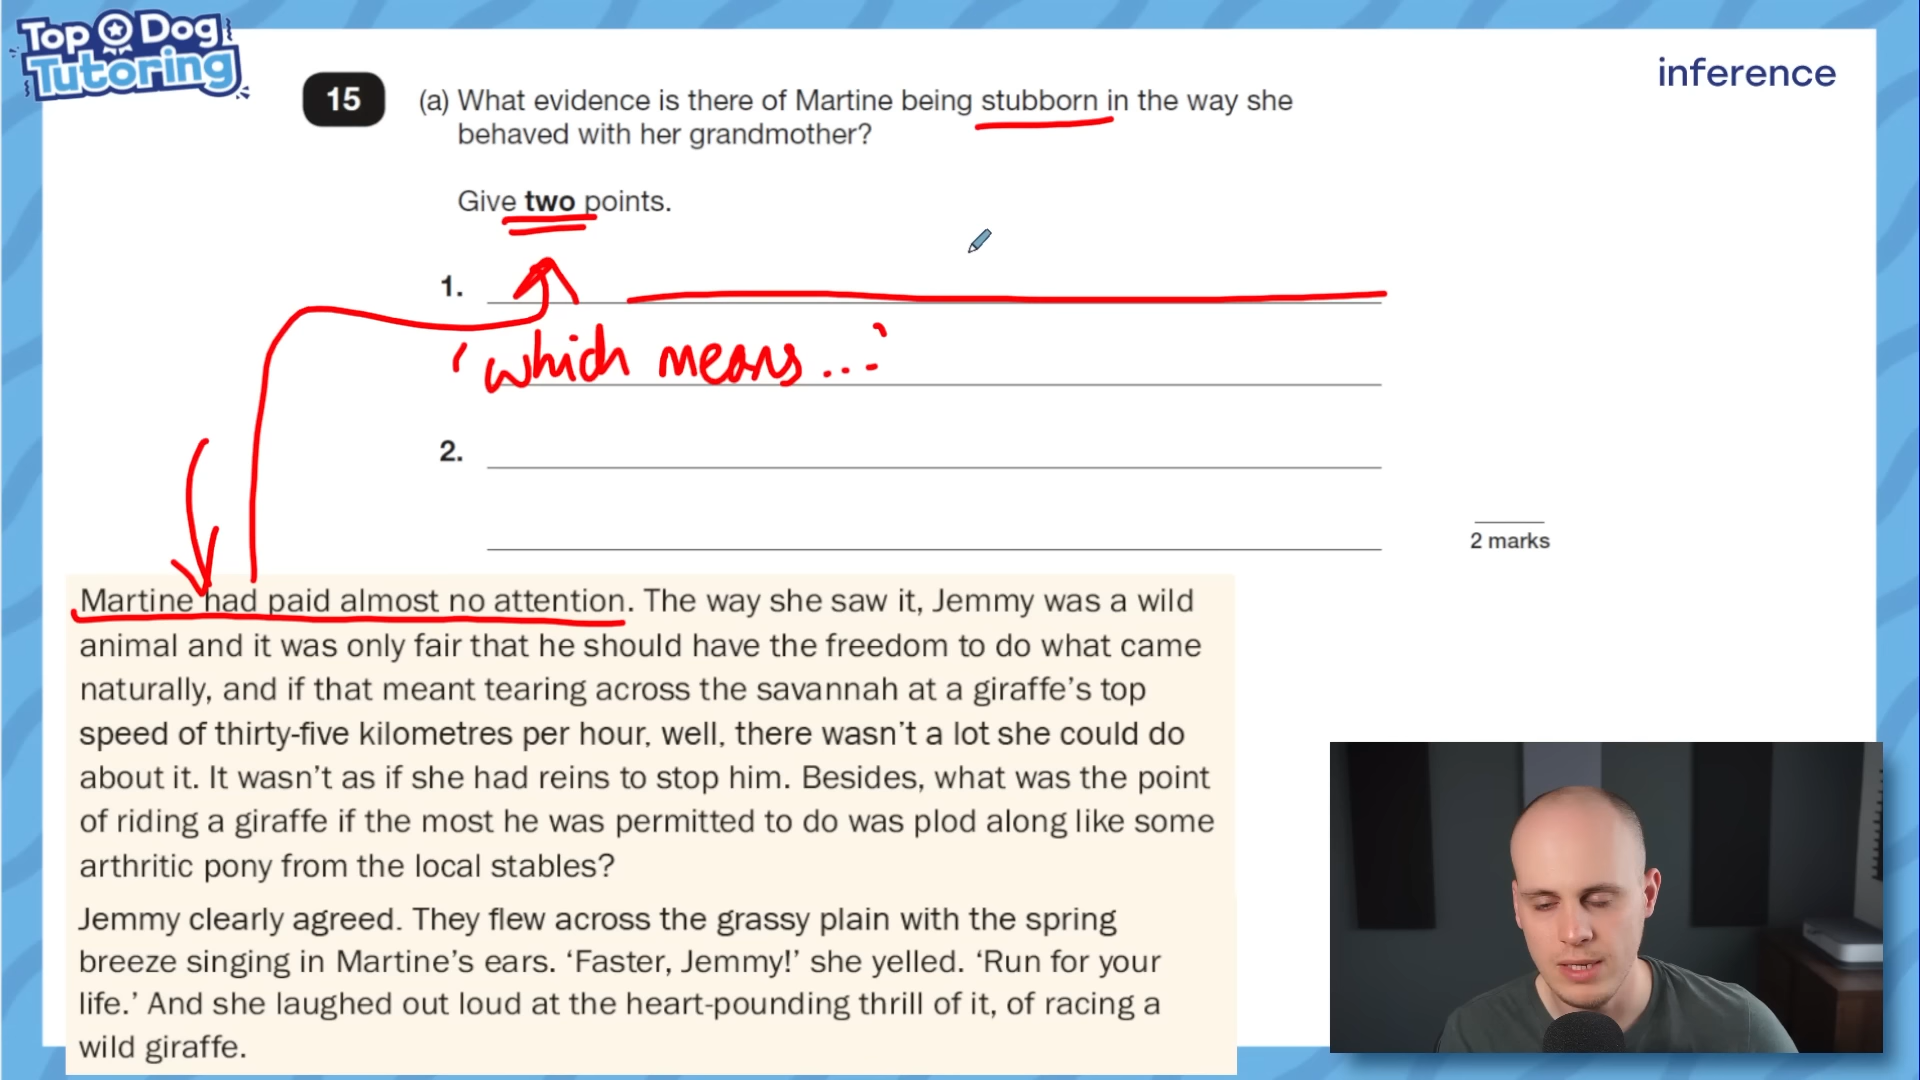 Top Dog
Tutoring
inference
15
(a) What evidence is there of Martine being stubborn in the way she
behaved with her grandmother?
Give two points.
1.
'which means...'
2.
2 marks
Martine had paid almost no attention. The way she saw it, Jemmy was a wild
animal and it was only fair that he should have the freedom to do what came
naturally, and if that meant tearing across the savannah at a giraffe's top
speed of thirty-five kilometres per hour, well, there wasn't a lot she could do
about it. It wasn't as if she had reins to stop him. Besides, what was the point
of riding a giraffe if the most he was permitted to do was plod along like some
arthritic pony from the local stables?
Jemmy clearly agreed. They flew across the grassy plain with the spring
breeze singing in Martine's ears. 'Faster, Jemmy!' she yelled. 'Run for your
life.' And she laughed out loud at the heart-pounding thrill of it, of racing a
wild giraffe.